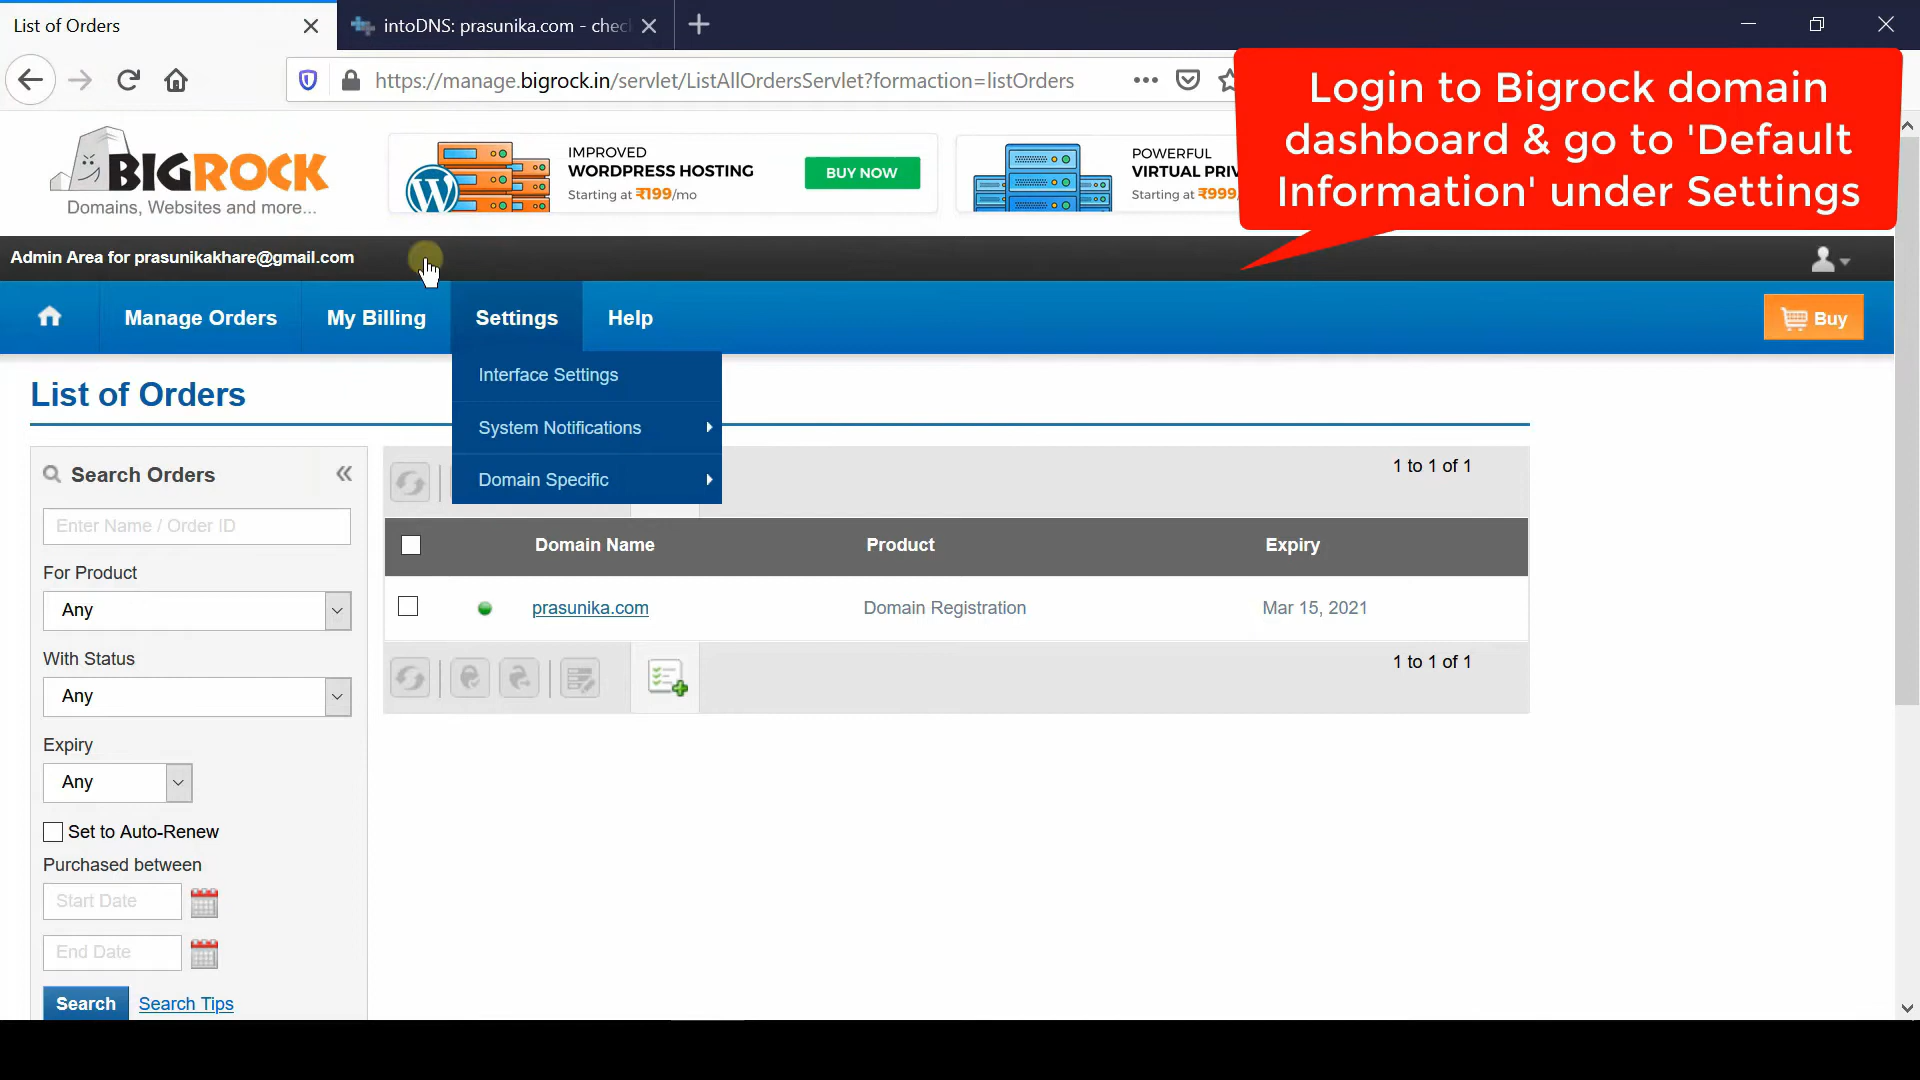 List of Orders
intoDNS: prasunika.com - chec
https://manage.bigrock.in/servlet/ListAllOrdersServlet?formaction=listOrders
Login to Bigrock domain
dashboard & go to 'Default
Information' under Settings
BIGROCK
Domains, Websites and more...
IMPROVED
WORDPRESS HOSTING
Starting at ₹199/mo
BUY NOW
POWERFUL
VIRTUAL PRIV
Starting at ₹999/
Admin Area for prasunikakhare@gmail.com
Manage Orders
My Billing
Settings
Help
Buy
Interface Settings
System Notifications
Domain Specific
List of Orders
Search Orders
Enter Name / Order ID
For Product
Any
With Status
Any
Expiry
Any
Set to Auto-Renew
Purchased between
Start Date
End Date
Search
Search Tips
1 to 1 of 1
Domain Name
Product
Expiry
prasunika.com
Domain Registration
Mar 15, 2021
1 to 1 of 1